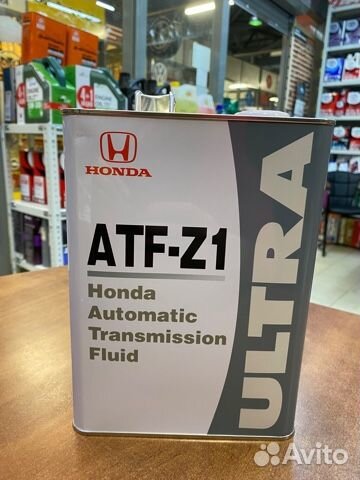 HONDA
ATF-Z1
Honda
Automatic
Transmission
Fluid
ULTRA
Avito